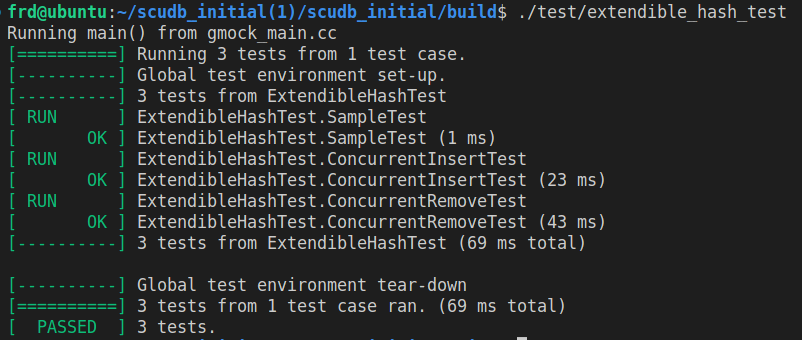 frd@ubuntu:~/scudb_initial(1)/scudb_initial/build$ ./test/extendible_hash_test
Running main() from gmock_main.cc
[==========] Running 3 tests from 1 test case.
[----------] Global test environment set-up.
[----------] 3 tests from ExtendibleHashTest
[ RUN      ] ExtendibleHashTest.SampleTest
[       OK ] ExtendibleHashTest.SampleTest (1 ms)
[ RUN      ] ExtendibleHashTest.ConcurrentInsertTest
[       OK ] ExtendibleHashTest.ConcurrentInsertTest (23 ms)
[ RUN      ] ExtendibleHashTest.ConcurrentRemoveTest
[       OK ] ExtendibleHashTest.ConcurrentRemoveTest (43 ms)
[----------] 3 tests from ExtendibleHashTest (69 ms total)

[----------] Global test environment tear-down
[==========] 3 tests from 1 test case ran. (69 ms total)
[  PASSED  ] 3 tests.